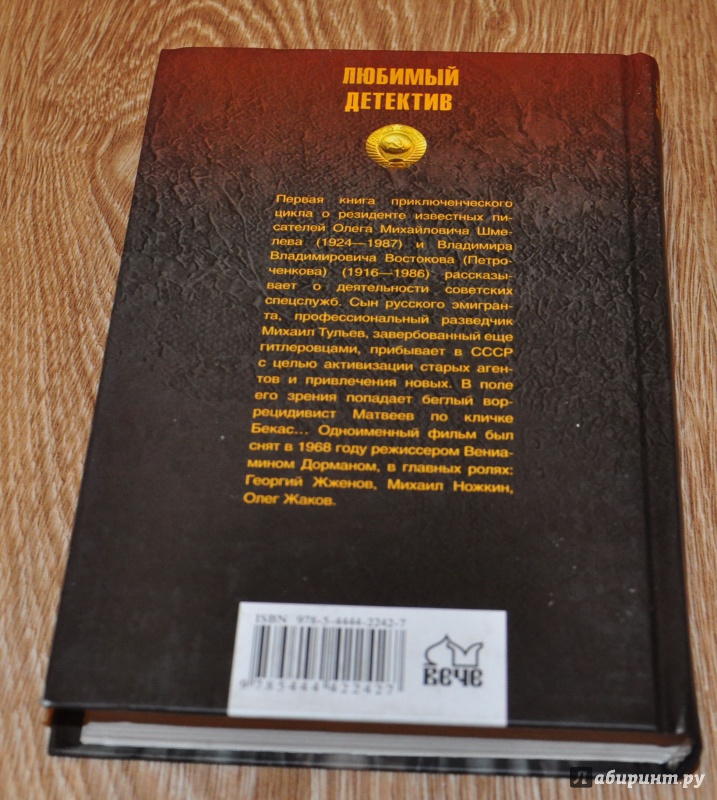 ЛЮБИМЫЙ
ДЕТЕКТИВ
Первая книга приключенческого
цикла о резиденте известных пи-
сателей Олега Михайловича Шме-
лева (1924—1987) и Владимира
Владимировича Востокова (Петро-
ченкова) (1916—1986) рассказы-
вает о деятельности советских
спецслужб. Сын русского эмигран-
та, профессиональный разведчик
Михаил Тульев, завербованный еще
гитлеровцами, прибывает в СССР
с целью активизации старых аген-
тов и привлечения новых. В поле
его зрения попадает беглый вор-
рецидивист Матвеев по кличке
Бекас... Одноименный фильм был
снят в 1968 году режиссером Вениа-
мином Дорманом, в главных ролях:
Георгий Жженов, Михаил Ножкин,
Олег Жаков.
ISBN 978-5-4444-2242-7
9 785444 422427
ВЕЧЕ
Лабиринт.ру